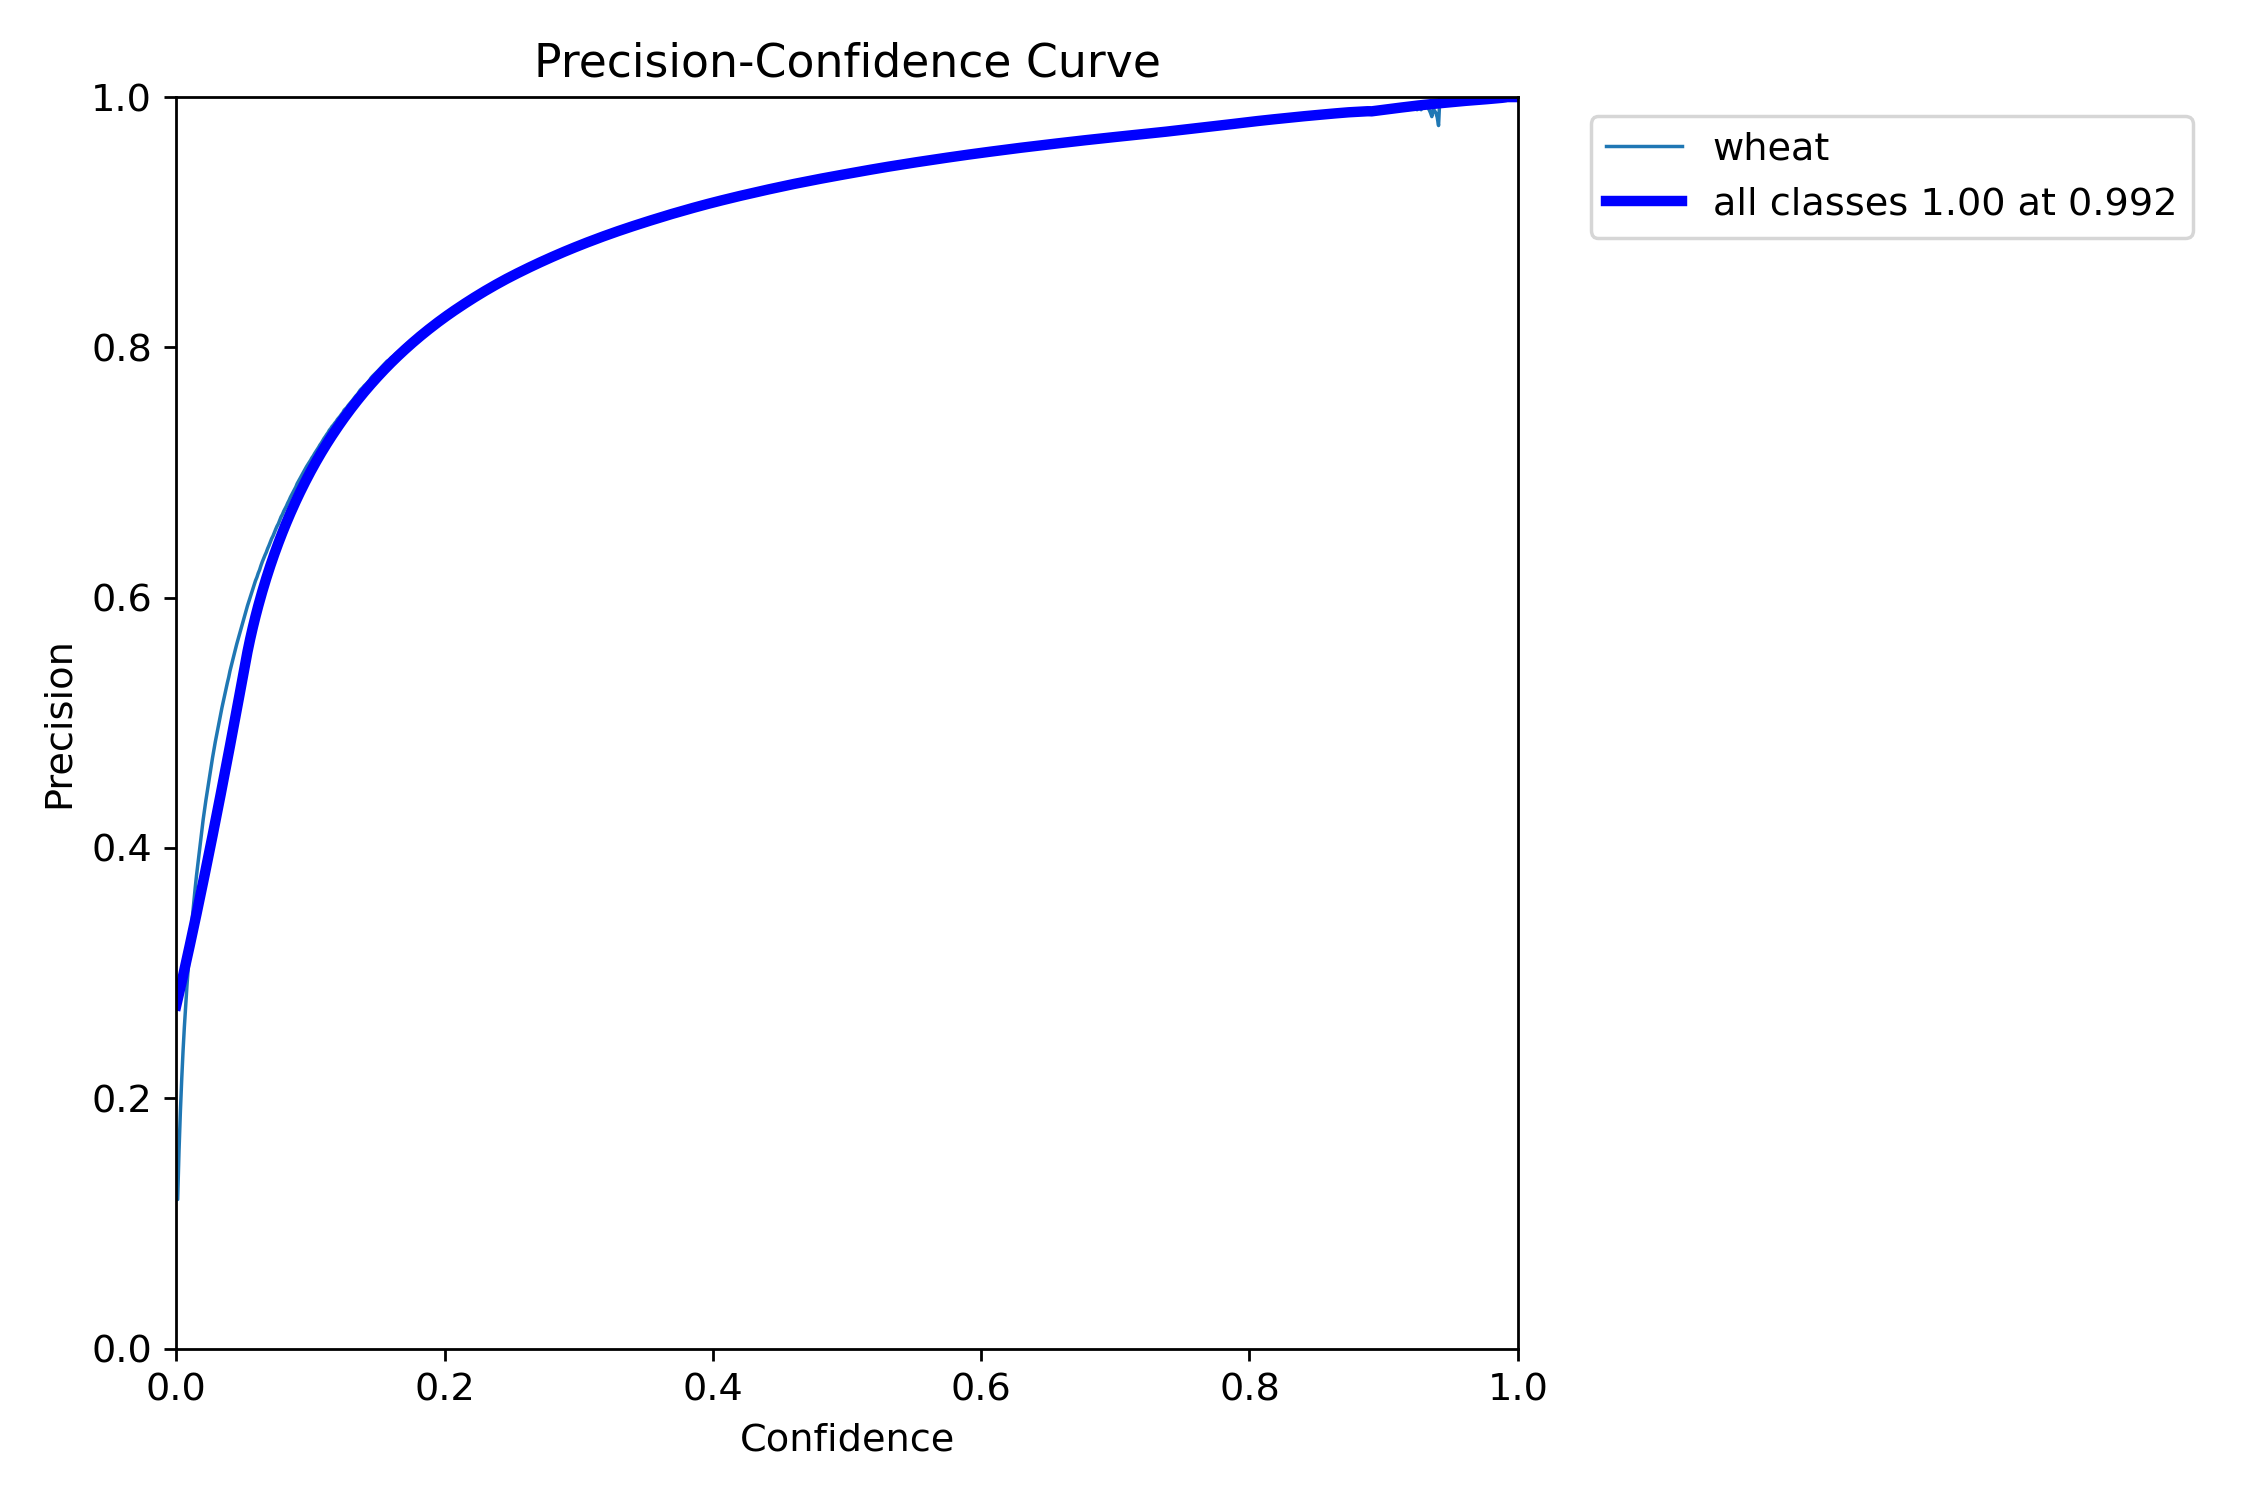 Precision-Confidence Curve
1.0
0.8
0.6
0.4
0.2
0.0
Precision
0.0 0.2 0.4 0.6 0.8 1.0
Confidence
wheat
all classes 1.00 at 0.992